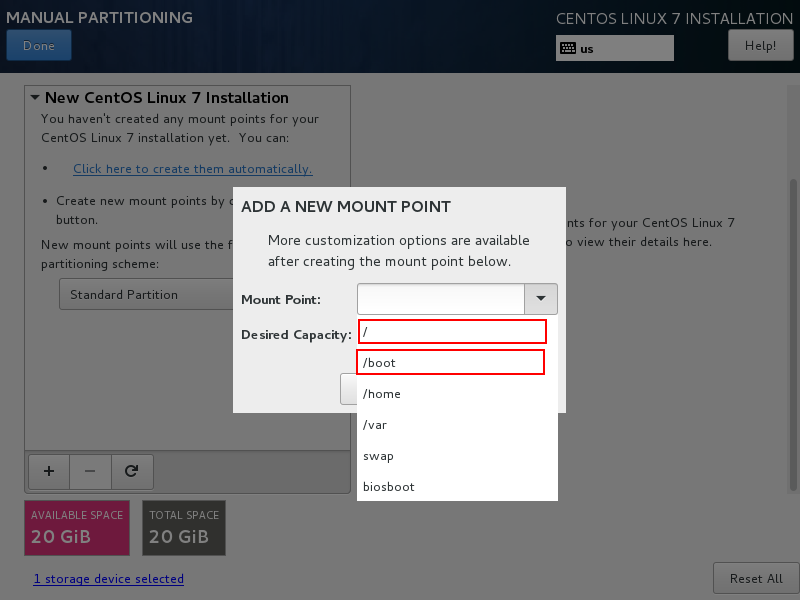 MANUAL PARTITIONING
CENTOS LINUX 7 INSTALLATION
Done
us
Help!
New CentOS Linux 7 Installation
You haven't created any mount points for your
CentOS Linux 7 installation yet. You can:
• Click here to create them automatically.
• Create new mount points by
button.
New mount points will use the
partitioning scheme:
Standard Partition
for your CentOS Linux 7
view their details here.
ADD A NEW MOUNT POINT
More customization options are available
after creating the mount point below.
Mount Point:
Desired Capacity:
/
/boot
/home
/var
swap
biosboot
+
−
AVAILABLE SPACE
20 GiB
TOTAL SPACE
20 GiB
1 storage device selected
Reset All